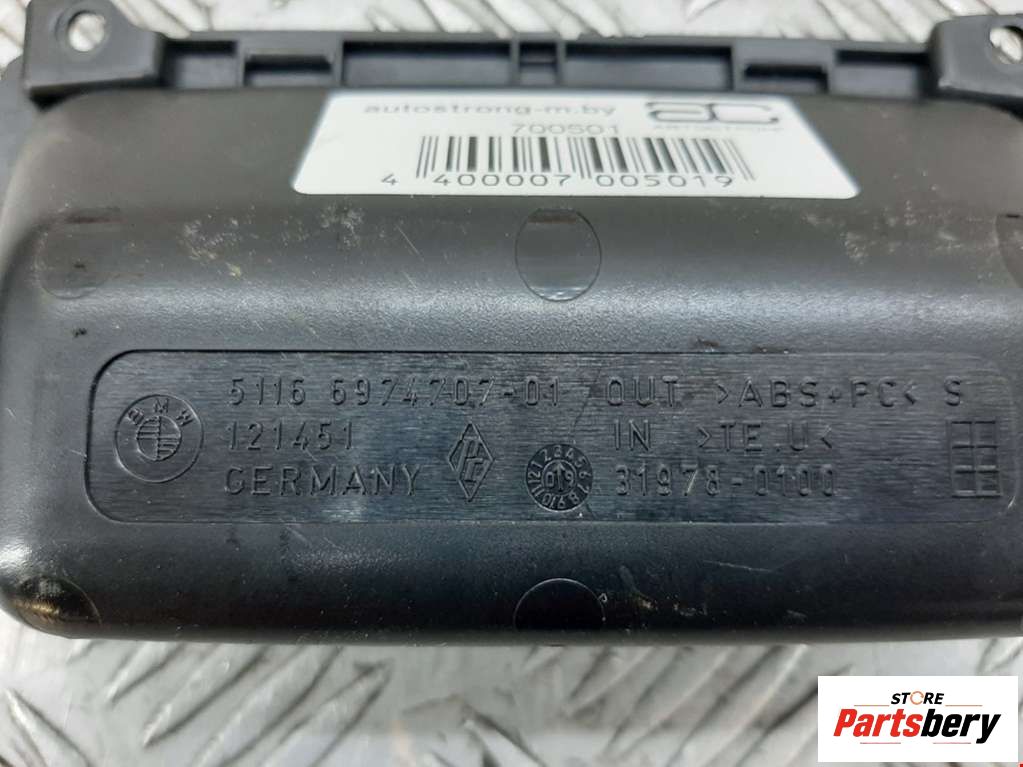 autostrong-m.by
700501
4 400007 005019
BMW
5116 6974707-01 OUT >ABS+PC< S
121451 IN >TE.U<
GERMANY 31978-0100
STORE
Partsbery